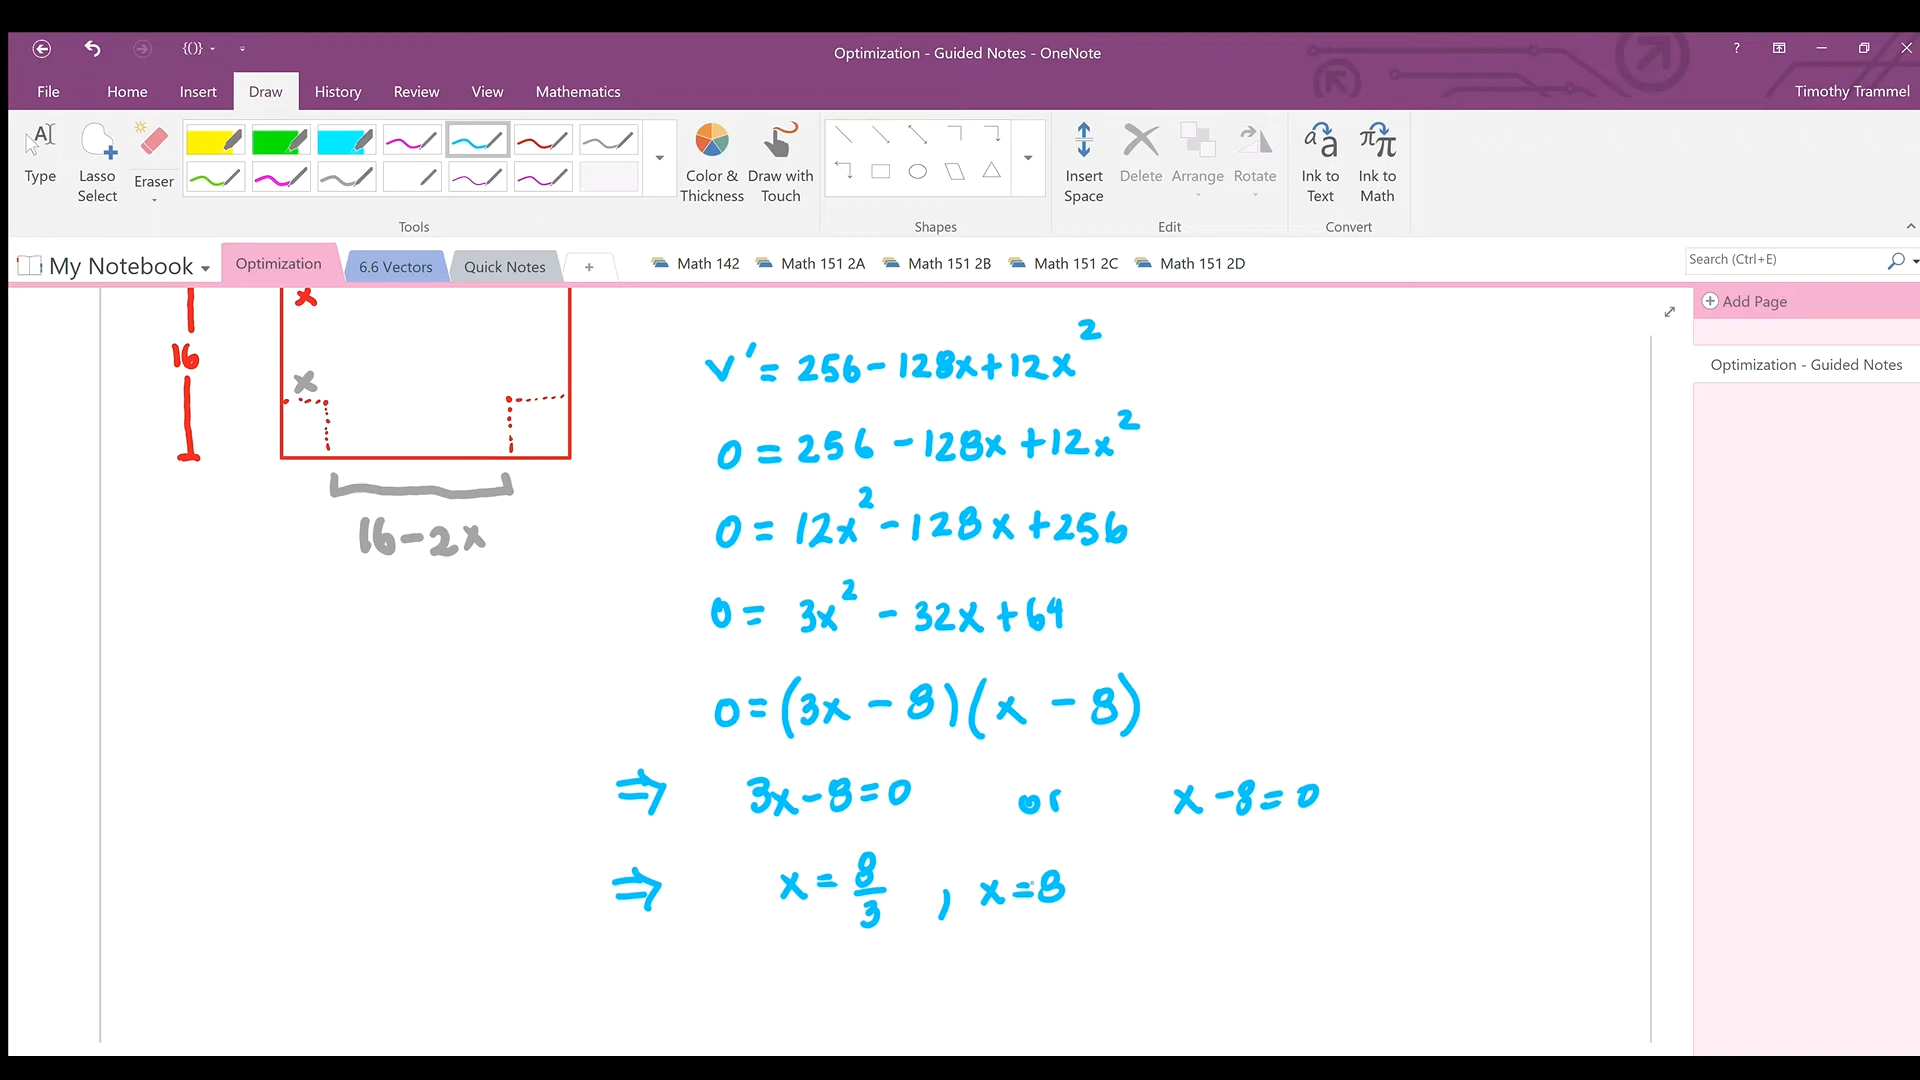 Optimization - Guided Notes - OneNote
?
File Home Insert Draw History Review View Mathematics
Timothy Trammel
Type
Lasso Select
Eraser
Color & Thickness
Draw with Touch
Insert Space
Delete
Arrange
Rotate
Ink to Text
Ink to Math
Tools Shapes Edit Convert
My Notebook Optimization 6.6 Vectors Quick Notes + Math 142 Math 151 2A Math 151 2B Math 151 2C Math 151 2D
Search (Ctrl+E)
Add Page
Optimization - Guided Notes
x
16
x
16-2x
V' = 256 - 128x + 12x²
0 = 256 - 128x + 12x²
0 = 12x² - 128x + 256
0 = 3x² - 32x + 64
0 = (3x - 8)(x - 8)
⇒ 3x - 8 = 0 or x - 8 = 0
⇒ x = 8/3 , x = 8